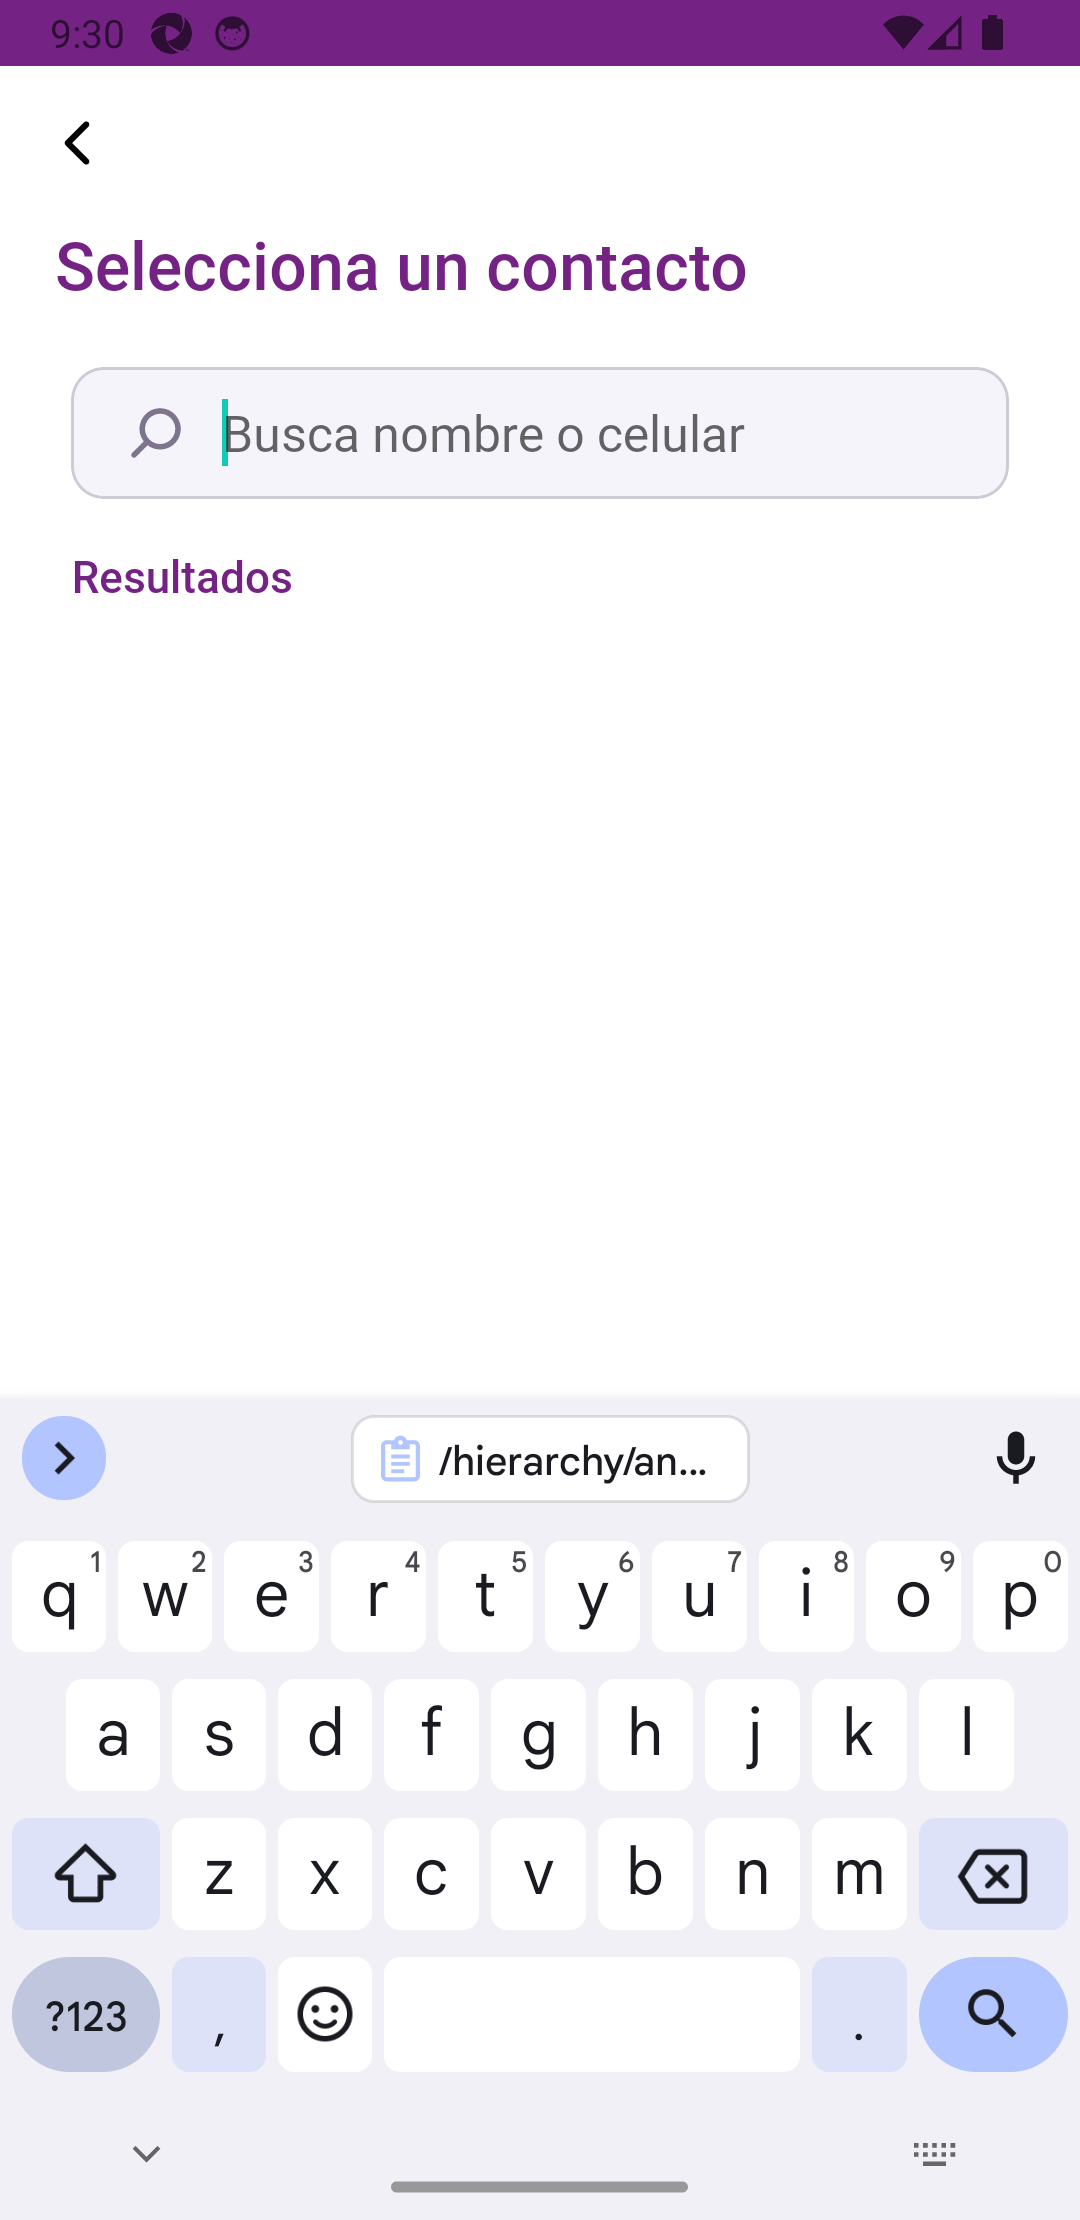 9:30
Selecciona un contacto
Busca nombre o celular
Resultados
/hierarchy/an...
q 1 w 2 e 3 r 4 t 5 y 6 u 7 i 8 o 9 p 0
a s d f g h j k l
z x c v b n m
?123 , .